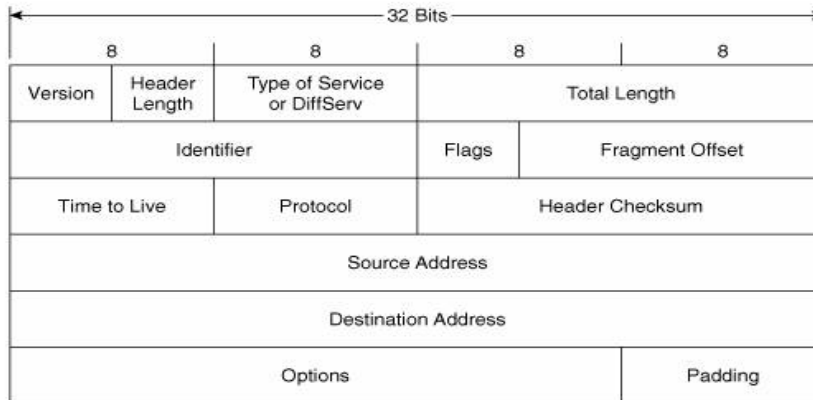 32 Bits
8 8 8 8
Version Header Length Type of Service or DiffServ Total Length
Identifier Flags Fragment Offset
Time to Live Protocol Header Checksum
Source Address
Destination Address
Options Padding